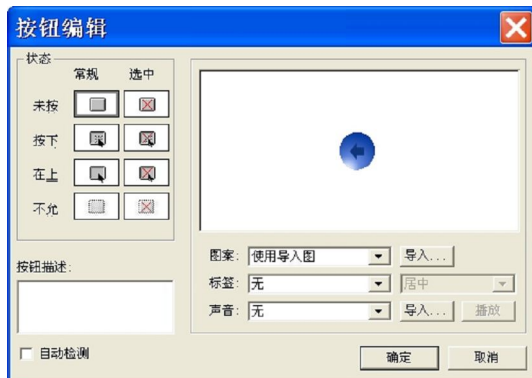 按钮编辑
状态
常规 选中
未按
按下
在上
不允
按钮描述:
自动检测
图案: 使用导入图 导入...
标签: 无 居中
声音: 无 导入... 播放
确定 取消